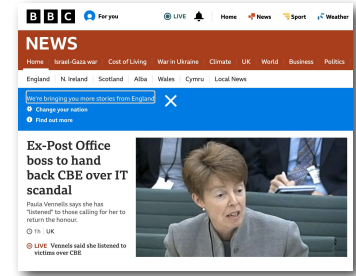 BBC
For you
LIVE
Home
News
Sport
Weather
NEWS
Home Israel-Gaza war Cost of Living War in Ukraine Climate UK World Business Politics
England N. Ireland Scotland Alba Wales Cymru Local News
We're bringing you more stories from England
Change your nation
Find out more
Ex-Post Office
boss to hand
back CBE over IT
scandal
Paula Vennells says she has
"listened" to those calling for her to
return the honour.
1h UK
LIVE Vennels said she listened to
victims over CBE